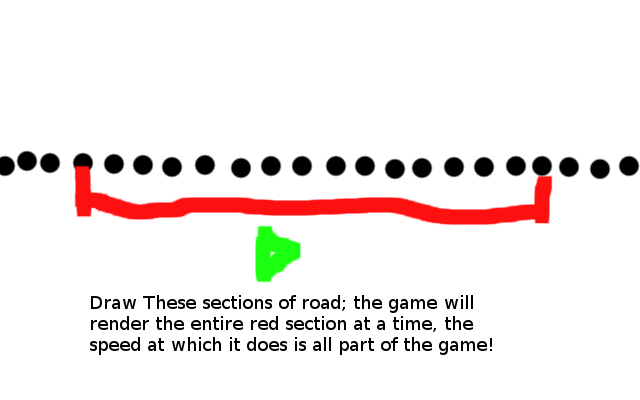 Draw These sections of road; the game will
render the entire red section at a time, the
speed at which it does is all part of the game!